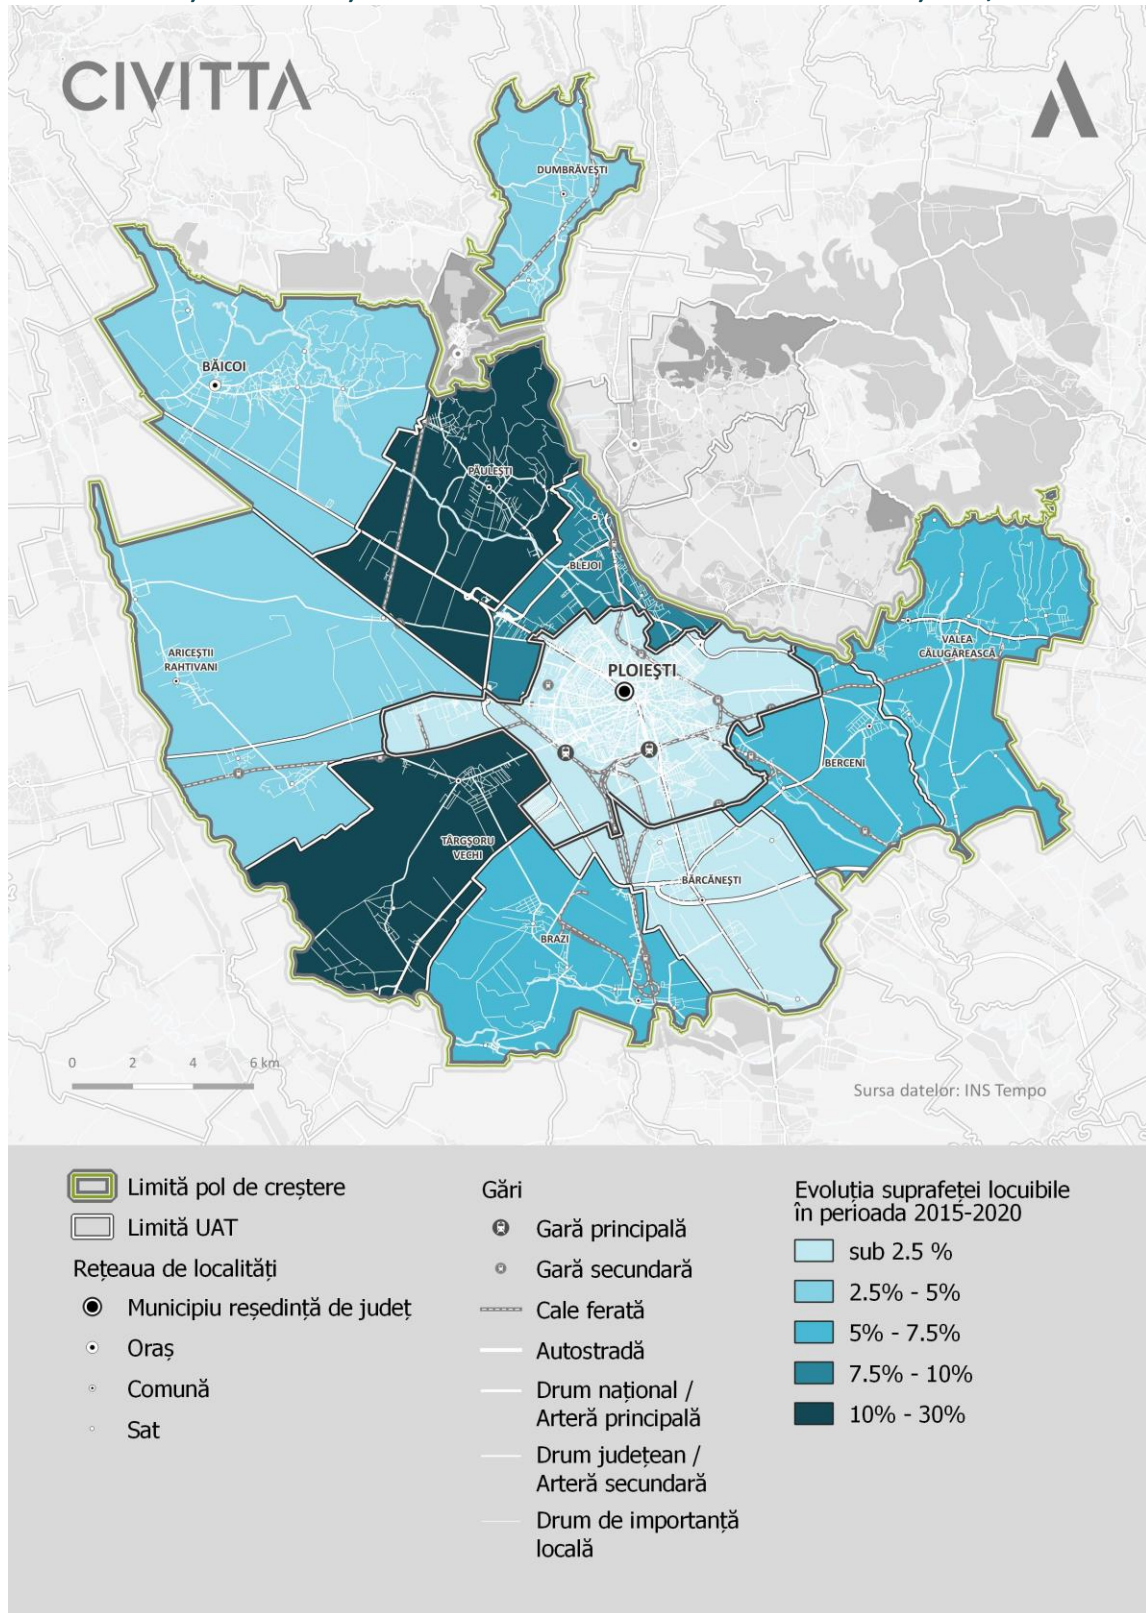 CIVITTA
DUMBRĂVEȘTI
BĂICOI
PĂULEȘTI
BLEJOI
ARICEȘTII
RAHTIVANI
PLOIEȘTI
VALEA
CĂLUGĂREASCĂ
BERCENI
TÂRGȘORU
VECHI
BĂRCĂNEȘTI
BRAZI
0 2 4 6 km
Sursa datelor: INS Tempo
Limită pol de creștere
Limită UAT
Rețeaua de localități
Municipiu reședință de județ
Oraș
Comună
Sat
Gări
Gară principală
Gară secundară
Cale ferată
Autostradă
Drum național /
Arteră principală
Drum județean /
Arteră secundară
Drum de importanță
locală
Evoluția suprafeței locuibile
în perioada 2015-2020
sub 2.5 %
2.5% - 5%
5% - 7.5%
7.5% - 10%
10% - 30%